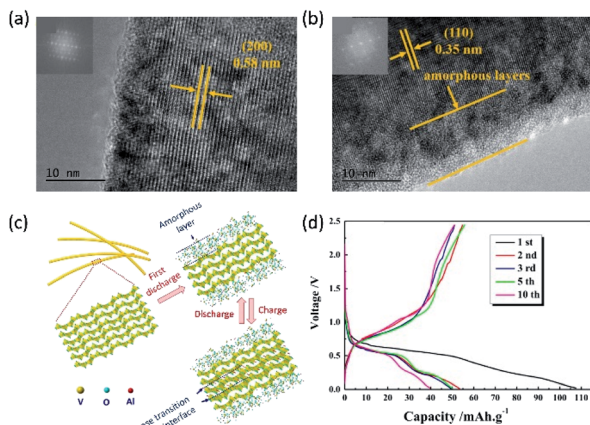 (a)
(200)
0.58 nm
10 nm
(b)
(110)
0.35 nm
amorphous layers
10 nm
(c)
Amorphous
layer
First
discharge
Discharge
Charge
ase transition
interface
V O Al
(d)
2.5
2.0
1.5
1.0
0.5
0.0
Voltage /V
1 st
2 nd
3 rd
5 th
10 th
0 10 20 30 40 50 60 70 80 90 100 110
Capacity /mAh.g⁻¹